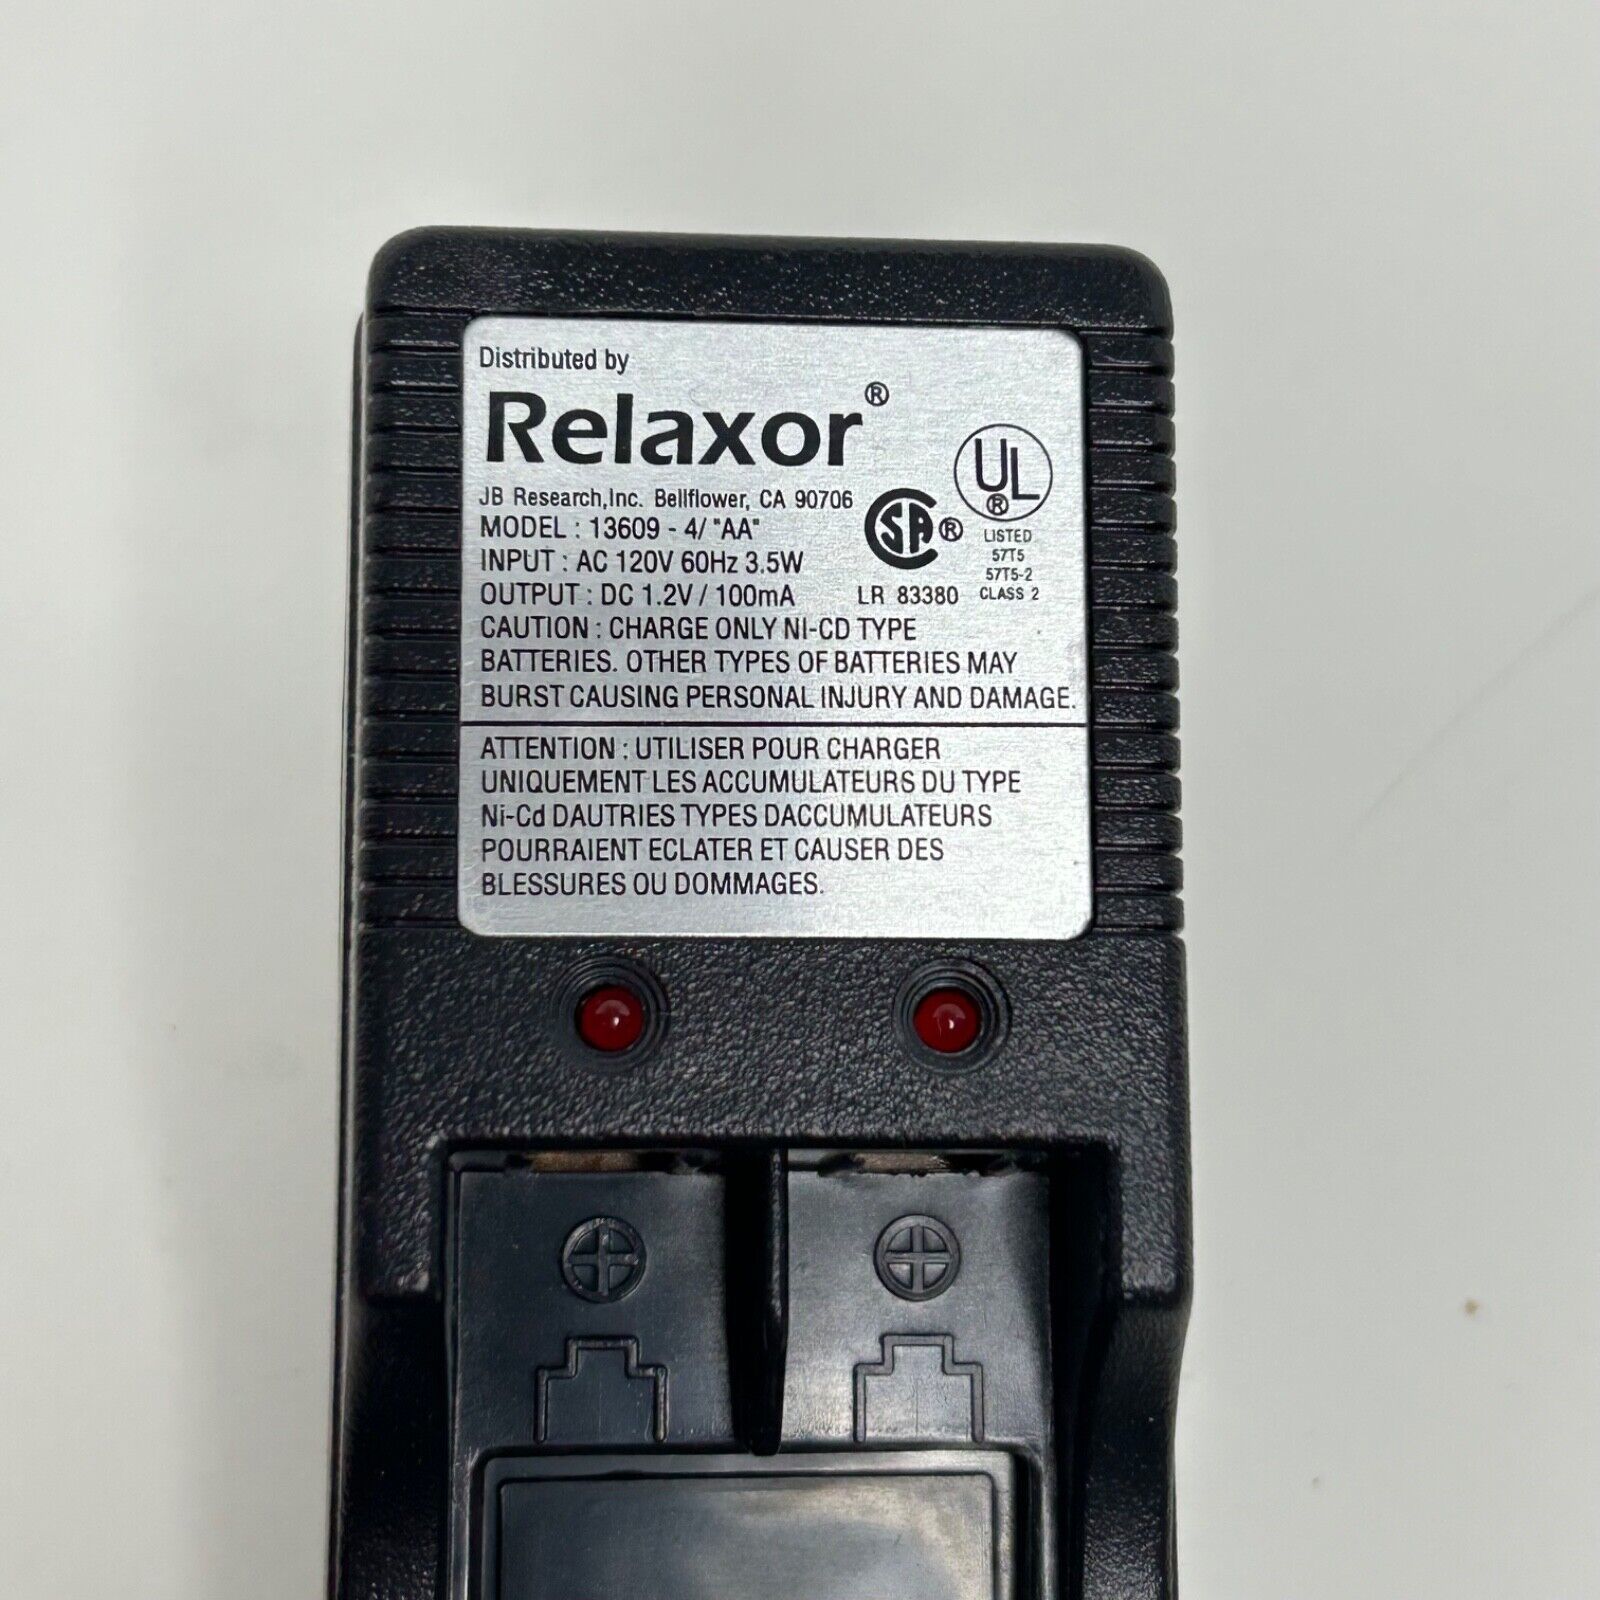 Distributed by
Relaxor®
JB Research,Inc. Bellflower, CA 90706
MODEL : 13609 - 4/ "AA"
INPUT : AC 120V 60Hz 3.5W
OUTPUT : DC 1.2V / 100mA
SA®
LR 83380
UL®
LISTED
57T5
57T5-2
CLASS 2
CAUTION : CHARGE ONLY NI-CD TYPE
BATTERIES. OTHER TYPES OF BATTERIES MAY
BURST CAUSING PERSONAL INJURY AND DAMAGE.
ATTENTION : UTILISER POUR CHARGER
UNIQUEMENT LES ACCUMULATEURS DU TYPE
Ni-Cd DAUTRIES TYPES DACCUMULATEURS
POURRAIENT ECLATER ET CAUSER DES
BLESSURES OU DOMMAGES.
+ +